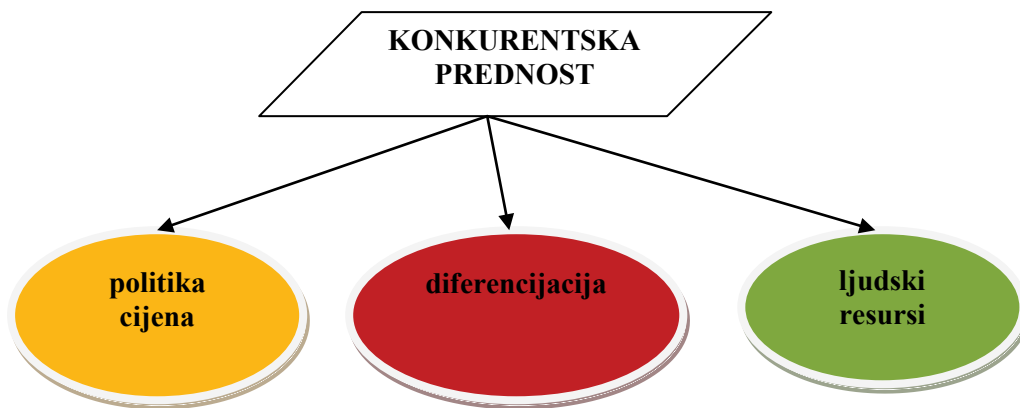 KONKURENTSKA
PREDNOST
politika
cijena
diferencijacija
ljudski
resursi